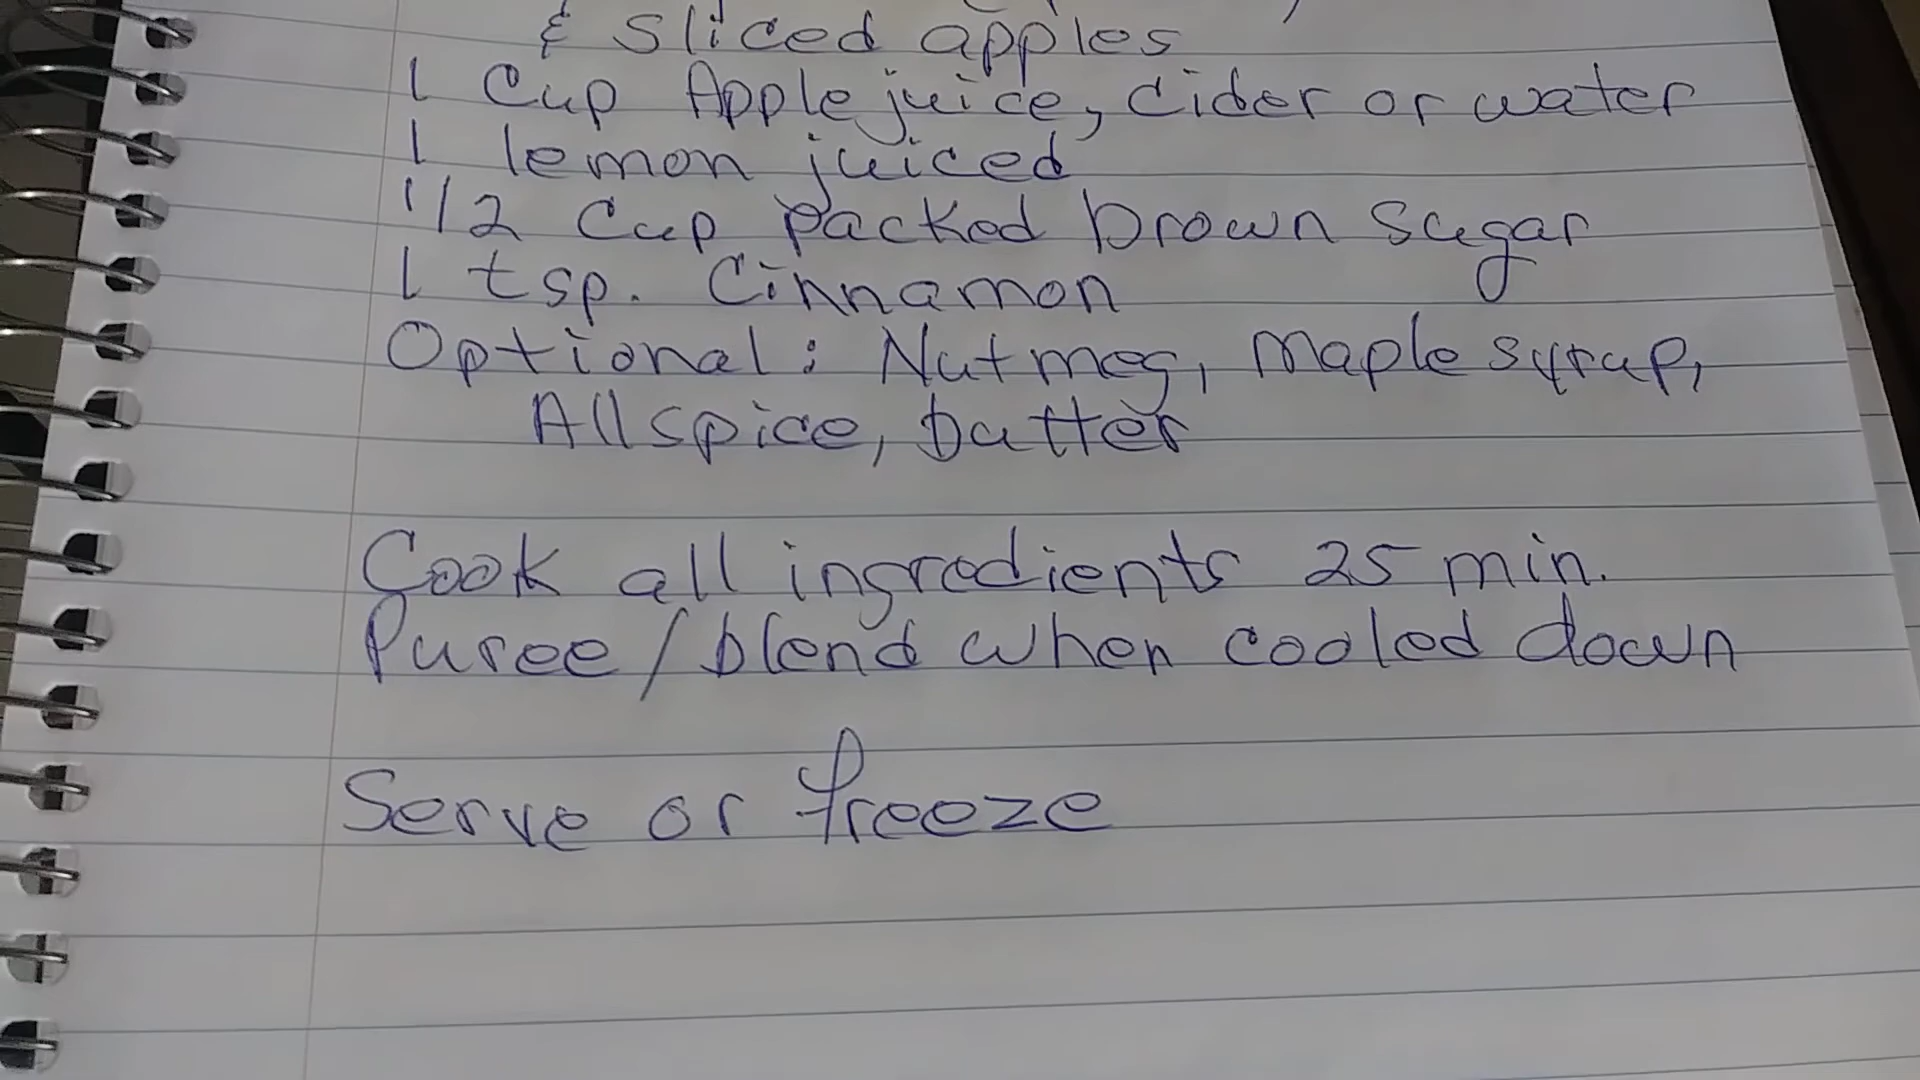 & sliced apples
1 Cup Apple juice, cider or water
1 lemon juiced
1/2 Cup packed brown sugar
1 tsp. Cinnamon
Optional: Nutmeg, maple syrup,
Allspice, butter
Cook all ingredients 25 min.
Puree/blend when cooled down
Serve or freeze